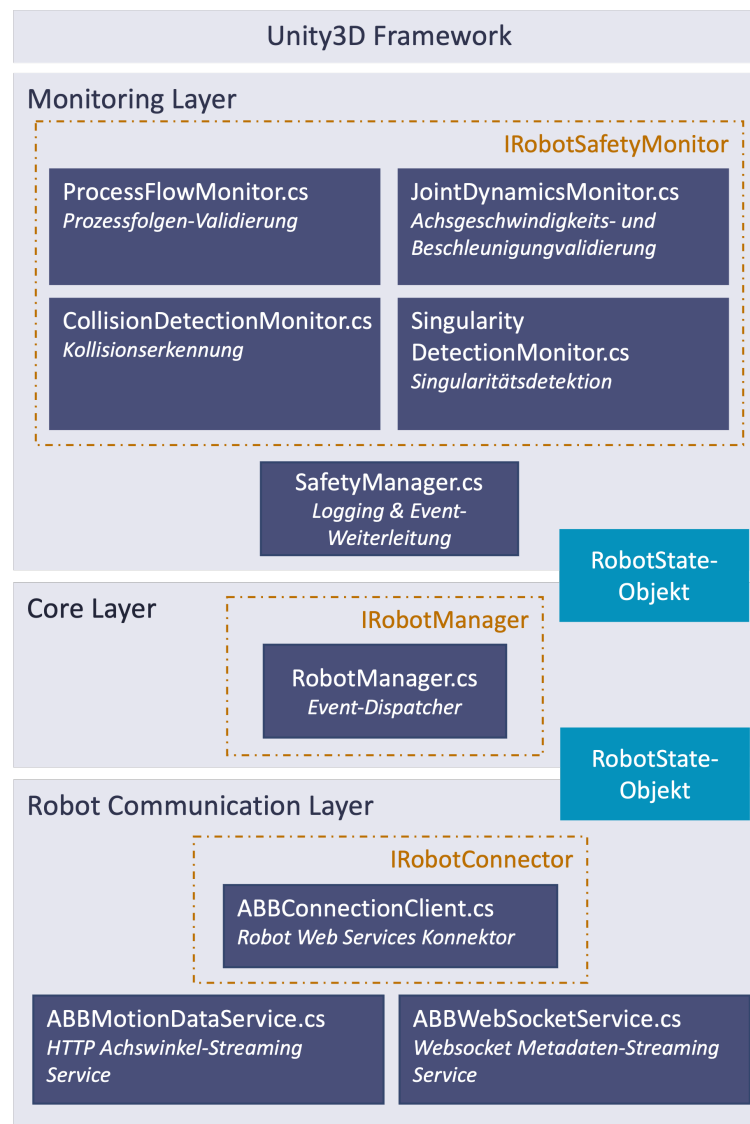 Unity3D Framework
Monitoring Layer
IRobotSafetyMonitor
ProcessFlowMonitor.cs
Prozessfolgen-Validierung
JointDynamicsMonitor.cs
Achsgeschwindigkeits- und
Beschleunigungvalidierung
CollisionDetectionMonitor.cs
Kollisionserkennung
Singularity
DetectionMonitor.cs
Singularitätsdetektion
SafetyManager.cs
Logging & Event-
Weiterleitung
RobotState-
Objekt
Core Layer
IRobotManager
RobotManager.cs
Event-Dispatcher
RobotState-
Objekt
Robot Communication Layer
IRobotConnector
ABBConnectionClient.cs
Robot Web Services Konnektor
ABBMotionDataService.cs
HTTP Achswinkel-Streaming
Service
ABBWebSocketService.cs
Websocket Metadaten-Streaming
Service